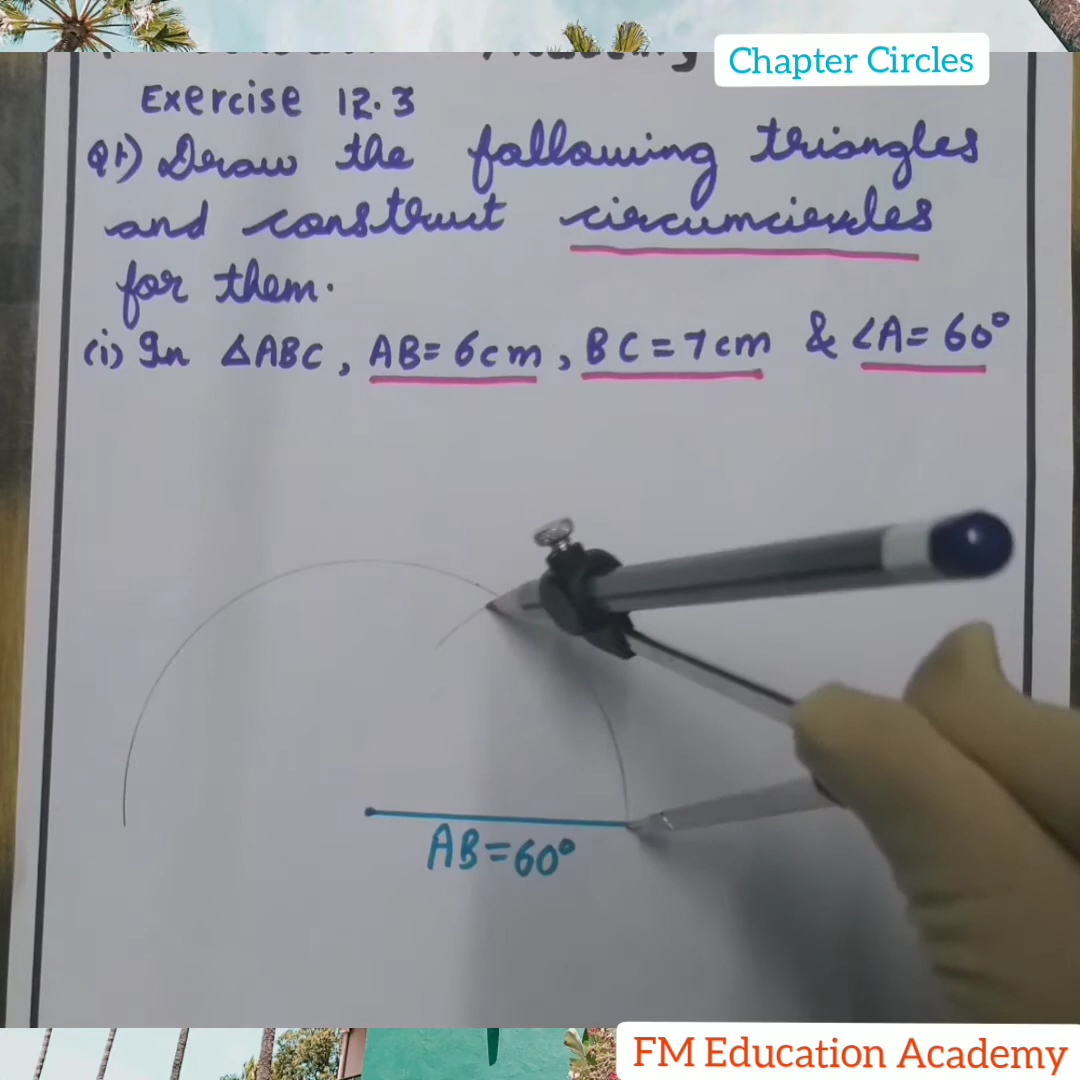 Chapter Circles
Exercise 12.3
Q1) Draw the following triangles
and construct circumcircles
for them.
(i) In ΔABC, AB=6cm, BC=7cm & ∠A=60°
AB=60°
FM Education Academy